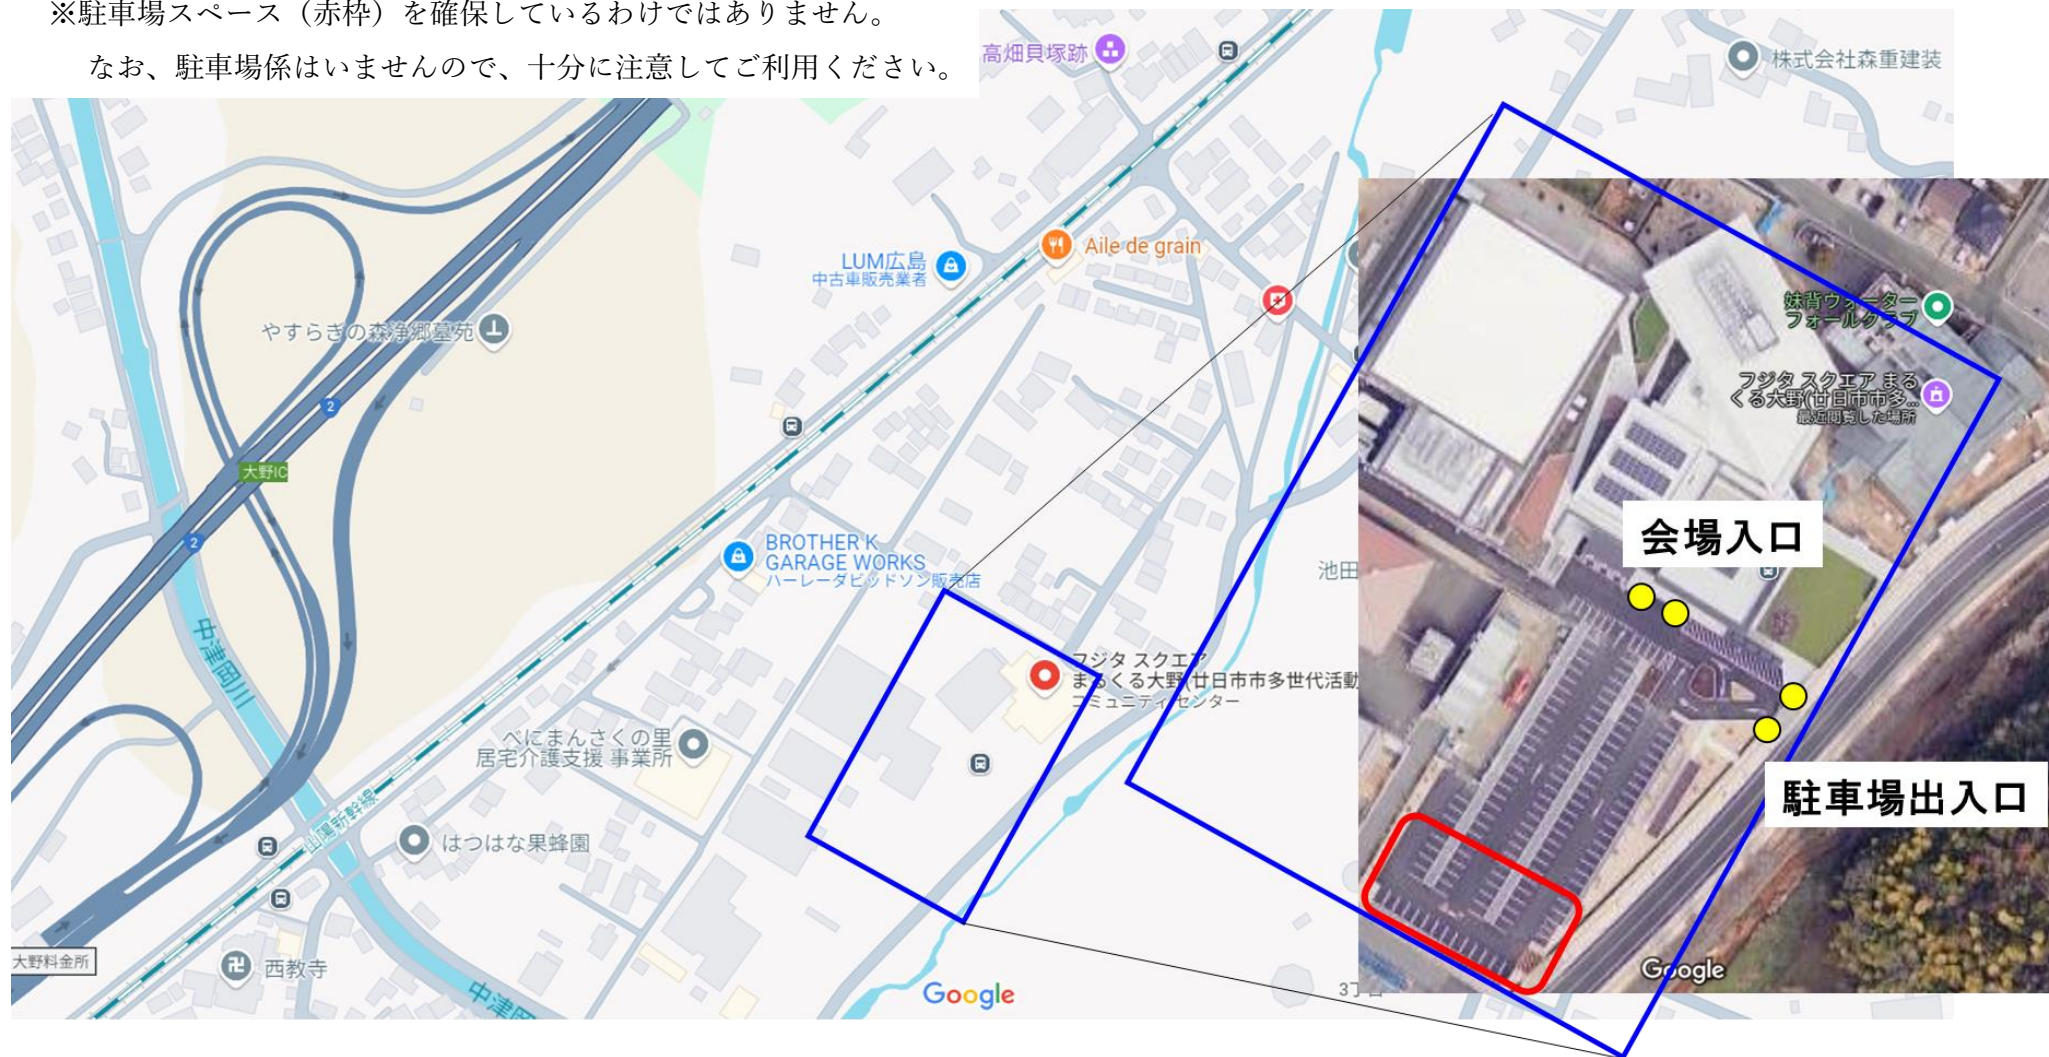 ※駐車場スペース（赤枠）を確保しているわけではありません。
なお、駐車場係はいませんので、十分に注意してご利用ください。
高畑貝塚跡
株式会社森重建装
Aile de grain
LUM広島
中古車販売業者
やすらぎの森浄郷墓苑
2
大野IC
2
妹背ウォーター
フォールクラブ
フジタ スクエア まる
くる大野(廿日市市多...
最近閲覧した場所
会場入口
BROTHER K
GARAGE WORKS
ハーレーダビッドソン販売店
池田
中津岡川
フジタ スクエア
まるくる大野(廿日市市多世代活動
コミュニティ センター
べにまんさくの里
居宅介護支援 事業所
駐車場出入口
山陽新幹線
はつはな果蜂園
大野料金所
西教寺
中津岡
Google
3丁目
Google